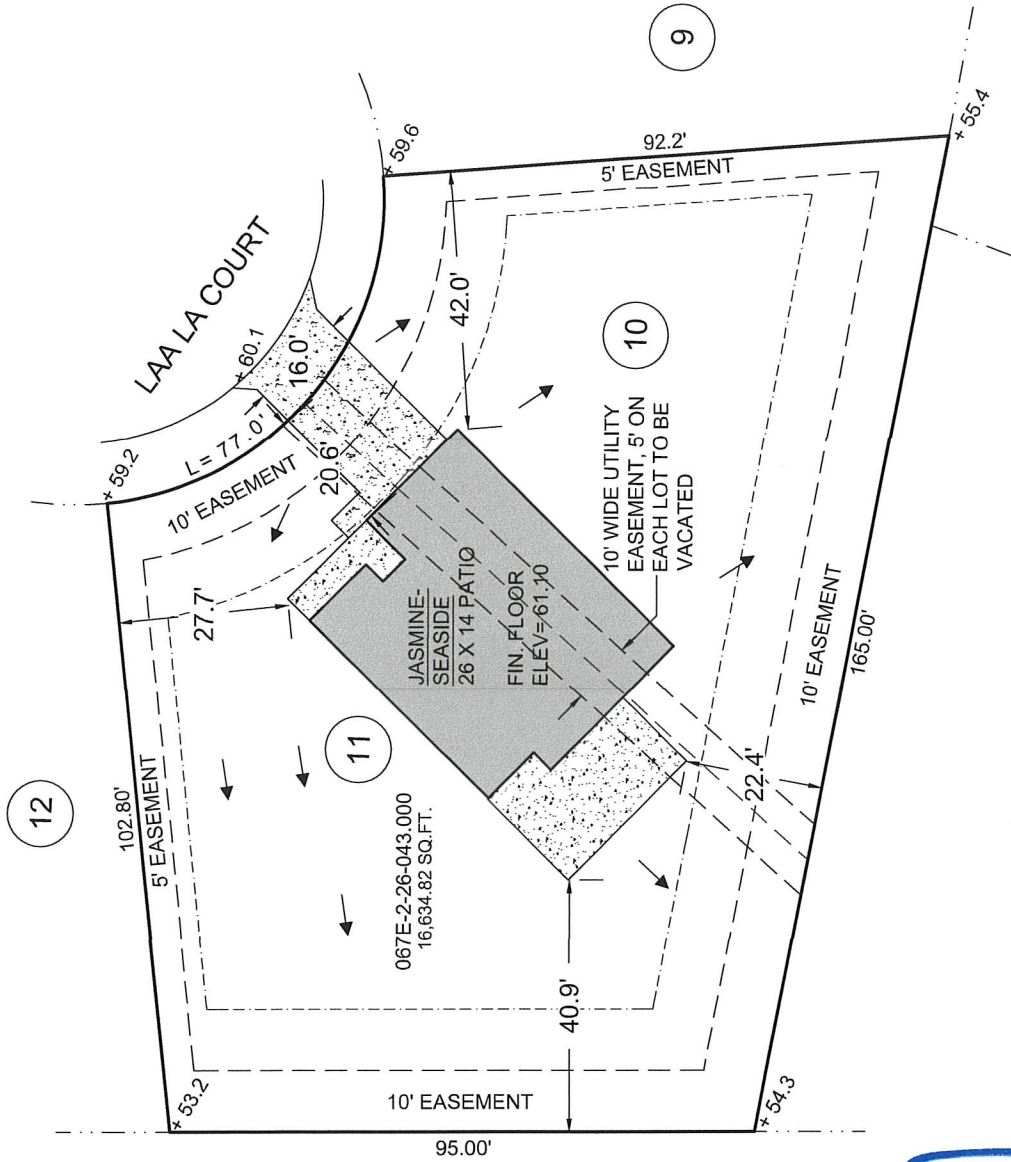 9
LAA LA COURT
+ 59.6
92.2'
5' EASEMENT
+ 55.4
+ 60.1
16.0'
42.0'
10
+ 59.2
L = 77.0'
10' EASEMENT
20.6'
10' WIDE UTILITY
EASEMENT, 5' ON
EACH LOT TO BE
VACATED
27.7'
JASMINE-
SEASIDE
26 X 14 PATIO
FIN. FLOOR
ELEV=61.10
10' EASEMENT
165.00'
12
102.80'
5' EASEMENT
11
067E-2-26-043.000
16,634.82 SQ.FT.
22.4'
40.9'
+ 53.2
10' EASEMENT
95.00'
+ 54.3